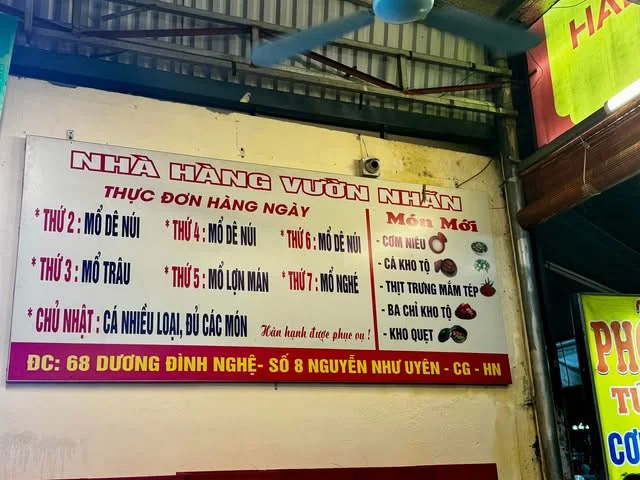 NHÀ HÀNG VƯỜN NHÃN
THỰC ĐƠN HÀNG NGÀY
* THỨ 2 : MỔ DÊ NÚI
* THỨ 4 : MỔ DÊ NÚI
* THỨ 6 : MỔ DÊ NÚI
* THỨ 3 : MỔ TRÂU
* THỨ 5 : MỔ LỢN MÁN
* THỨ 7 : MỔ NGHÉ
* CHỦ NHẬT : CÁ NHIỀU LOẠI, ĐỦ CÁC MÓN
Hân hạnh được phục vụ !
Món Mới
- CƠM NIÊU
- CÁ KHO TỘ
- THỊT TRƯNG MẮM TÉP
- BA CHỈ KHO TỘ
- KHO QUẸT
ĐC: 68 DƯƠNG ĐÌNH NGHỆ- SỐ 8 NGUYỄN NHƯ UYÊN - CG - HN